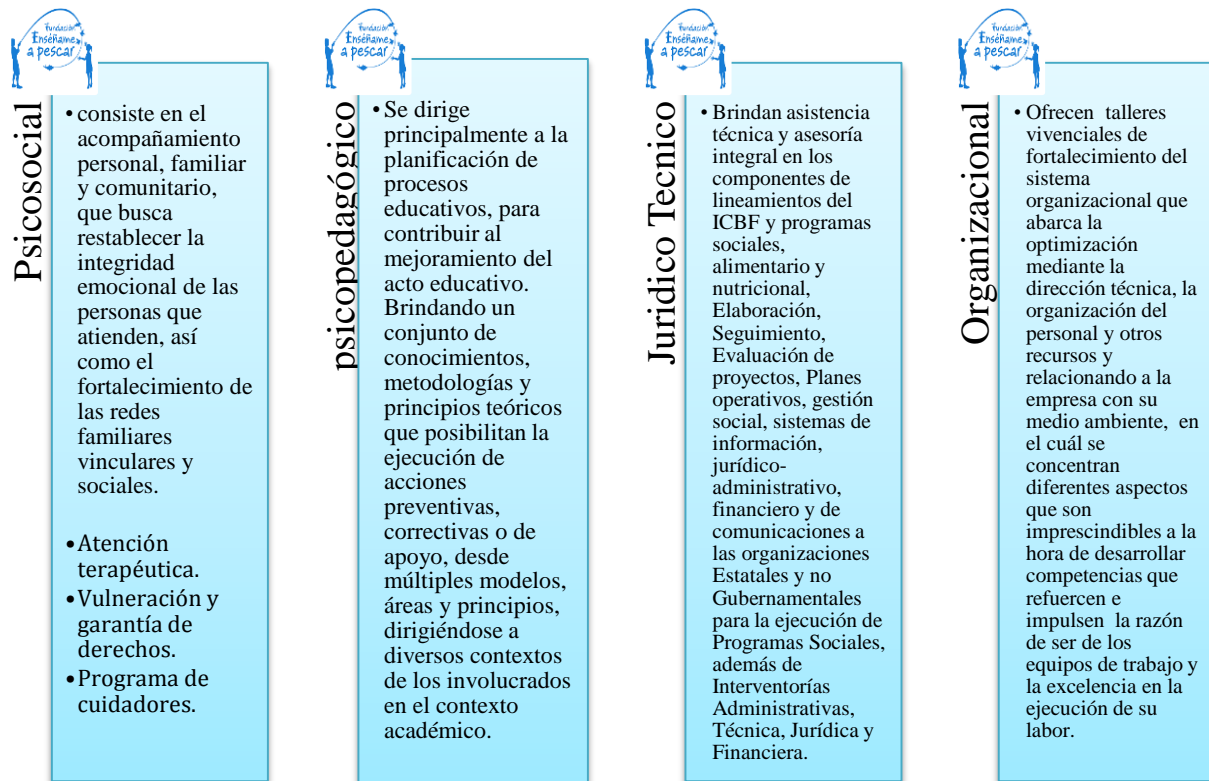 Fundación
Enséñame
a pescar
Psicosocial
• consiste en el
acompañamiento
personal, familiar
y comunitario,
que busca
restablecer la
integridad
emocional de las
personas que
atienden, así
como el
fortalecimiento de
las redes
familiares
vinculares y
sociales.
• Atención
terapéutica.
• Vulneración y
garantía de
derechos.
• Programa de
cuidadores.
Fundación
Enséñame
a pescar
psicopedagógico
• Se dirige
principalmente a la
planificación de
procesos
educativos, para
contribuir al
mejoramiento del
acto educativo.
Brindando un
conjunto de
conocimientos,
metodologías y
principios teóricos
que posibilitan la
ejecución de
acciones
preventivas,
correctivas o de
apoyo, desde
múltiples modelos,
áreas y principios,
dirigiéndose a
diversos contextos
de los involucrados
en el contexto
académico.
Fundación
Enséñame
a pescar
Juridico Tecnico
• Brindan asistencia
técnica y asesoría
integral en los
componentes de
lineamientos del
ICBF y programas
sociales,
alimentario y
nutricional,
Elaboración,
Seguimiento,
Evaluación de
proyectos, Planes
operativos, gestión
social, sistemas de
información,
jurídico-
administrativo,
financiero y de
comunicaciones a
las organizaciones
Estatales y no
Gubernamentales
para la ejecución de
Programas Sociales,
además de
Interventorías
Administrativas,
Técnica, Jurídica y
Financiera.
Fundación
Enséñame
a pescar
Organizacional
• Ofrecen talleres
vivenciales de
fortalecimiento del
sistema
organizacional que
abarca la
optimización
mediante la
dirección técnica, la
organización del
personal y otros
recursos y
relacionando a la
empresa con su
medio ambiente, en
el cuál se
concentran
diferentes aspectos
que son
imprescindibles a la
hora de desarrollar
competencias que
refuercen e
impulsen la razón
de ser de los
equipos de trabajo y
la excelencia en la
ejecución de su
labor.